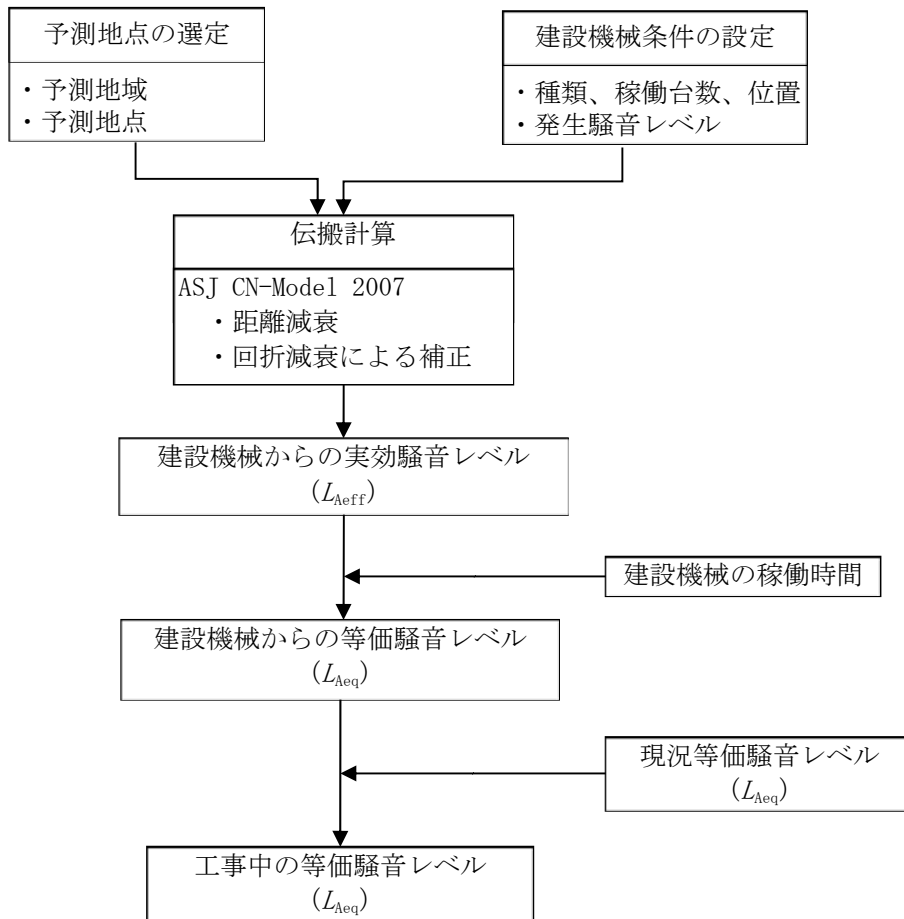 予測地点の選定
・予測地域
・予測地点
建設機械条件の設定
・種類、稼働台数、位置
・発生騒音レベル
伝搬計算
ASJ CN-Model 2007
・距離減衰
・回折減衰による補正
建設機械からの実効騒音レベル
(LAeff)
建設機械の稼働時間
建設機械からの等価騒音レベル
(LAeq)
現況等価騒音レベル
(LAeq)
工事中の等価騒音レベル
(LAeq)